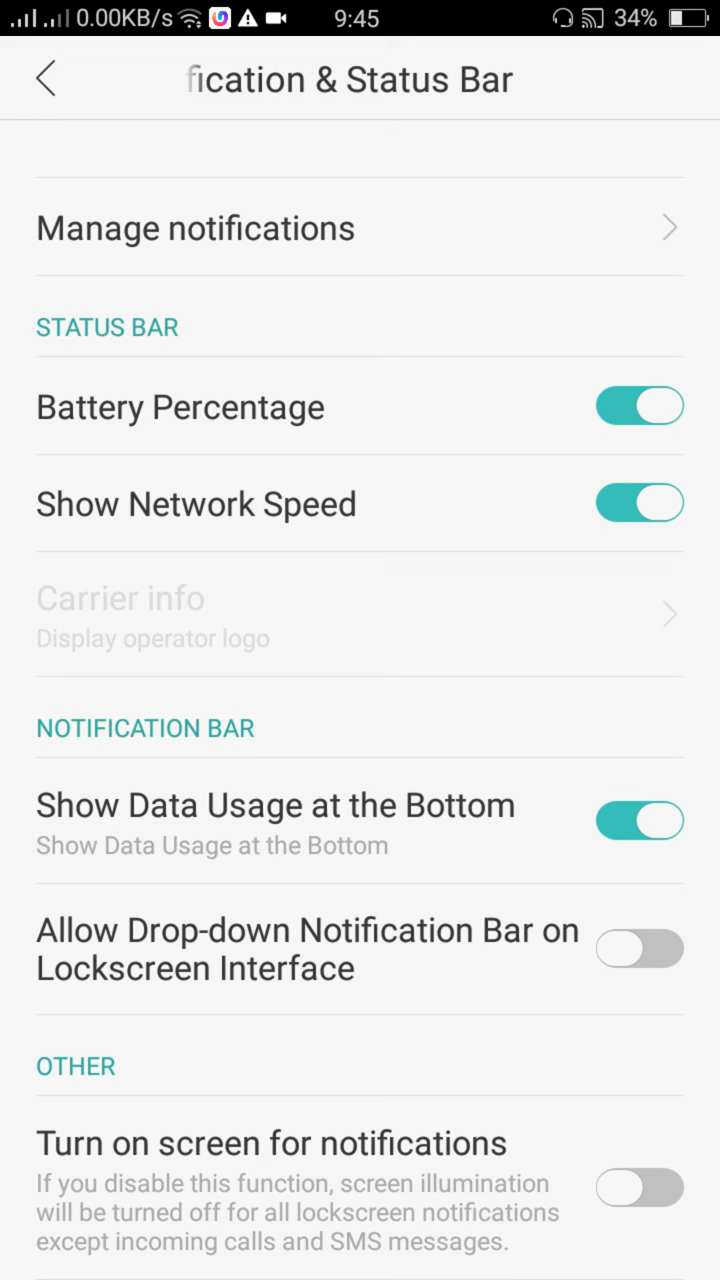 0.00KB/s 9:45 34%
fication & Status Bar
Manage notifications
STATUS BAR
Battery Percentage
Show Network Speed
Carrier info
Display operator logo
NOTIFICATION BAR
Show Data Usage at the Bottom
Show Data Usage at the Bottom
Allow Drop-down Notification Bar on
Lockscreen Interface
OTHER
Turn on screen for notifications
If you disable this function, screen illumination
will be turned off for all lockscreen notifications
except incoming calls and SMS messages.